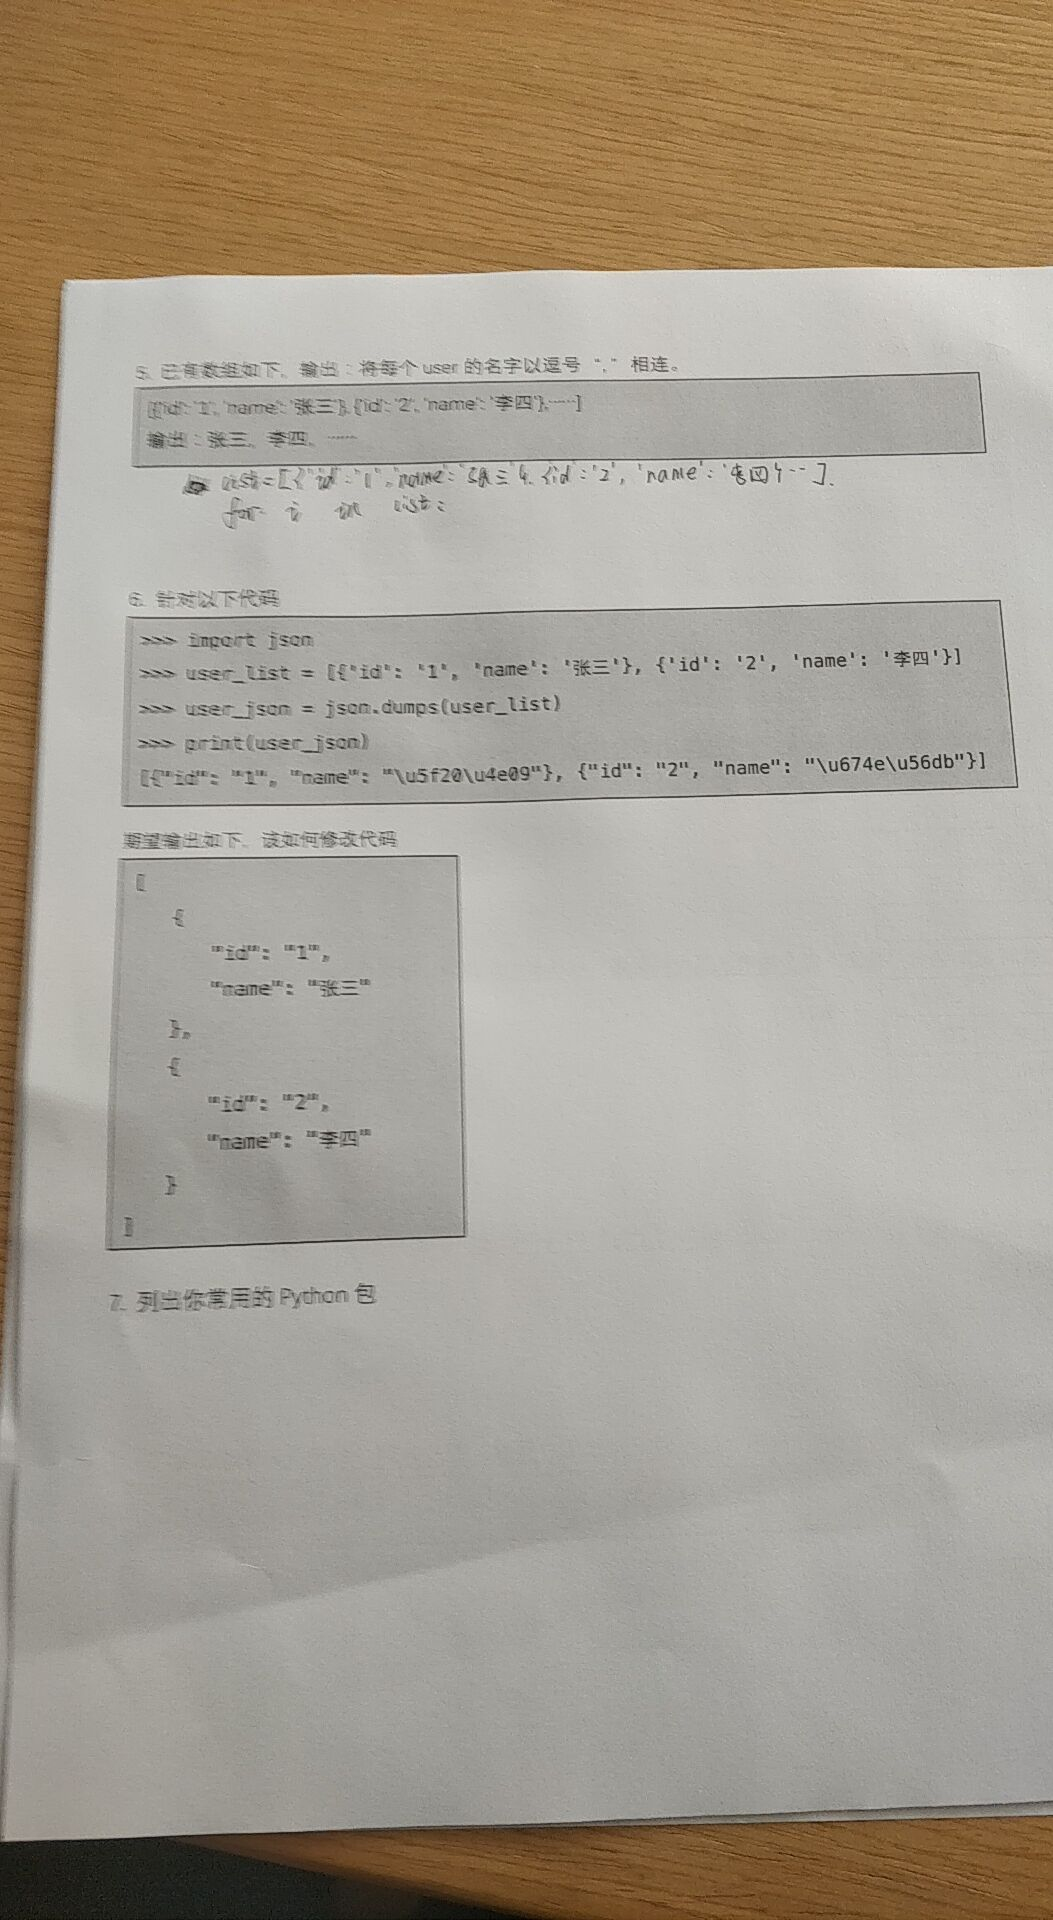 5. 已有数组如下，输出：将每个 user 的名字以逗号 “，” 相连。
[{'id': '1', 'name': '张三'},{'id': '2', 'name': '李四'},……]
输出：张三，李四，……
list=[{'id':'1','name':'张三'},{id':'2','name':'李四'}…].
for i in list:
6. 针对以下代码
>>> import json
>>> user_list = [{"id": '1', 'name': '张三'}, {'id': '2', 'name': '李四'}]
>>> user_json = json.dumps(user_list)
>>> print(user_json)
[{"id": "1", "name": "\u5f20\u4e09"}, {"id": "2", "name": "\u674e\u56db"}]
期望输出如下，该如何修改代码
[
{
"id": "1",
"name": "张三"
},
{
"id": "2",
"name": "李四"
}
]
7. 列出你常用的 Python 包